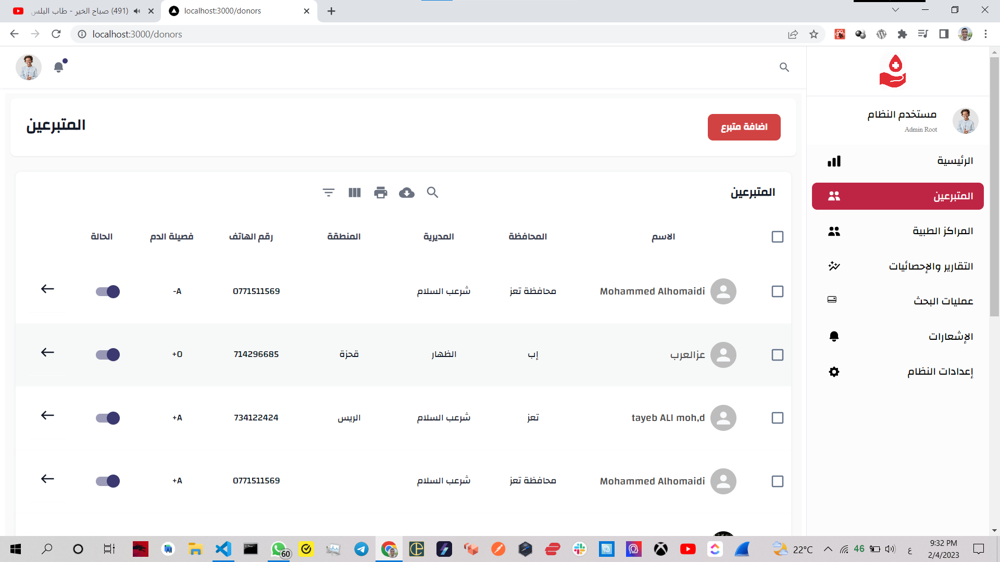 صباح الخير - طاب البلس (491)
localhost:3000/donors
localhost:3000/donors
مستخدم النظام
Admin Root
الرئيسية
المتبرعين
المراكز الطبية
التقارير والإحصائيات
عمليات البحث
الإشعارات
إعدادات النظام
اضافة متبرع
المتبرعين
المتبرعين
الاسم المحافظة المديرية المنطقة رقم الهاتف فصيلة الدم الحالة
Mohammed Alhomaidi محافظة تعز شرعب السلام 0771511569 -A
عزالعرب إب الظهار قحزة 714296685 +O
tayeb ALI moh,d تعز شرعب السلام الريس 734122424 +A
Mohammed Alhomaidi محافظة تعز شرعب السلام 0771511569 +A
60
22°C
46
ع
9:32 PM
2/4/2023